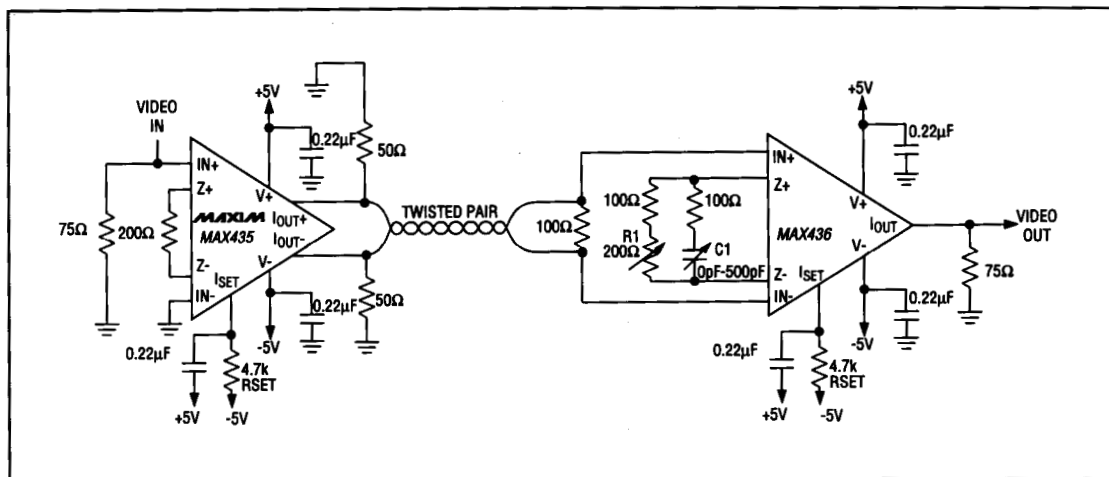 VIDEO
IN
75Ω
200Ω
IN+
Z+
MAXIM
MAX435
Z-
IN-
ISET
V+
IOUT+
IOUT-
V-
+5V
0.22µF
50Ω
0.22µF
50Ω
-5V
0.22µF
4.7k
RSET
+5V
-5V
TWISTED PAIR
100Ω
100Ω
R1
200Ω
100Ω
C1
0pF-500pF
IN+
Z+
MAX436
Z-
IN-
ISET
V+
IOUT
V-
+5V
0.22µF
VIDEO
OUT
75Ω
0.22µF
-5V
0.22µF
4.7k
RSET
+5V
-5V